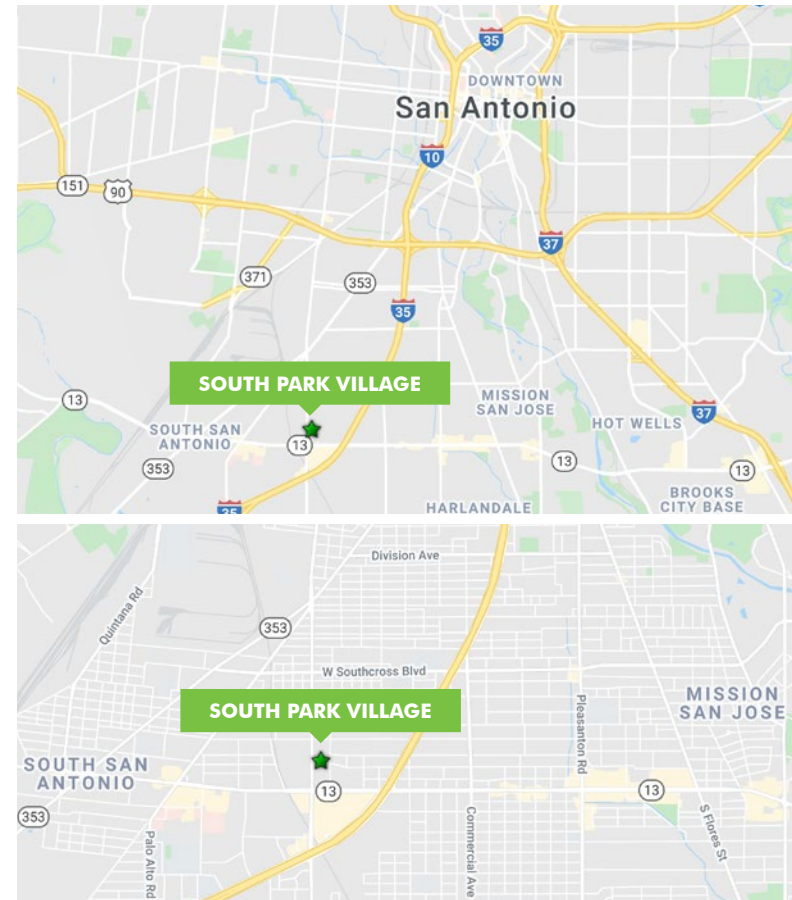 35
DOWNTOWN
San Antonio
10
151
90
37
371
353
35
SOUTH PARK VILLAGE
13
MISSION
SAN JOSE
37
HOT WELLS
SOUTH SAN
ANTONIO
13
353
13
13
BROOKS
CITY BASE
35
HARLANDALE
Division Ave
Quintana Rd
353
W Southcross Blvd
SOUTH PARK VILLAGE
MISSION
SAN JOSE
Pleasanton Rd
SOUTH SAN
ANTONIO
13
13
353
Palo Alto Rd
Commercial Ave
S Flores St